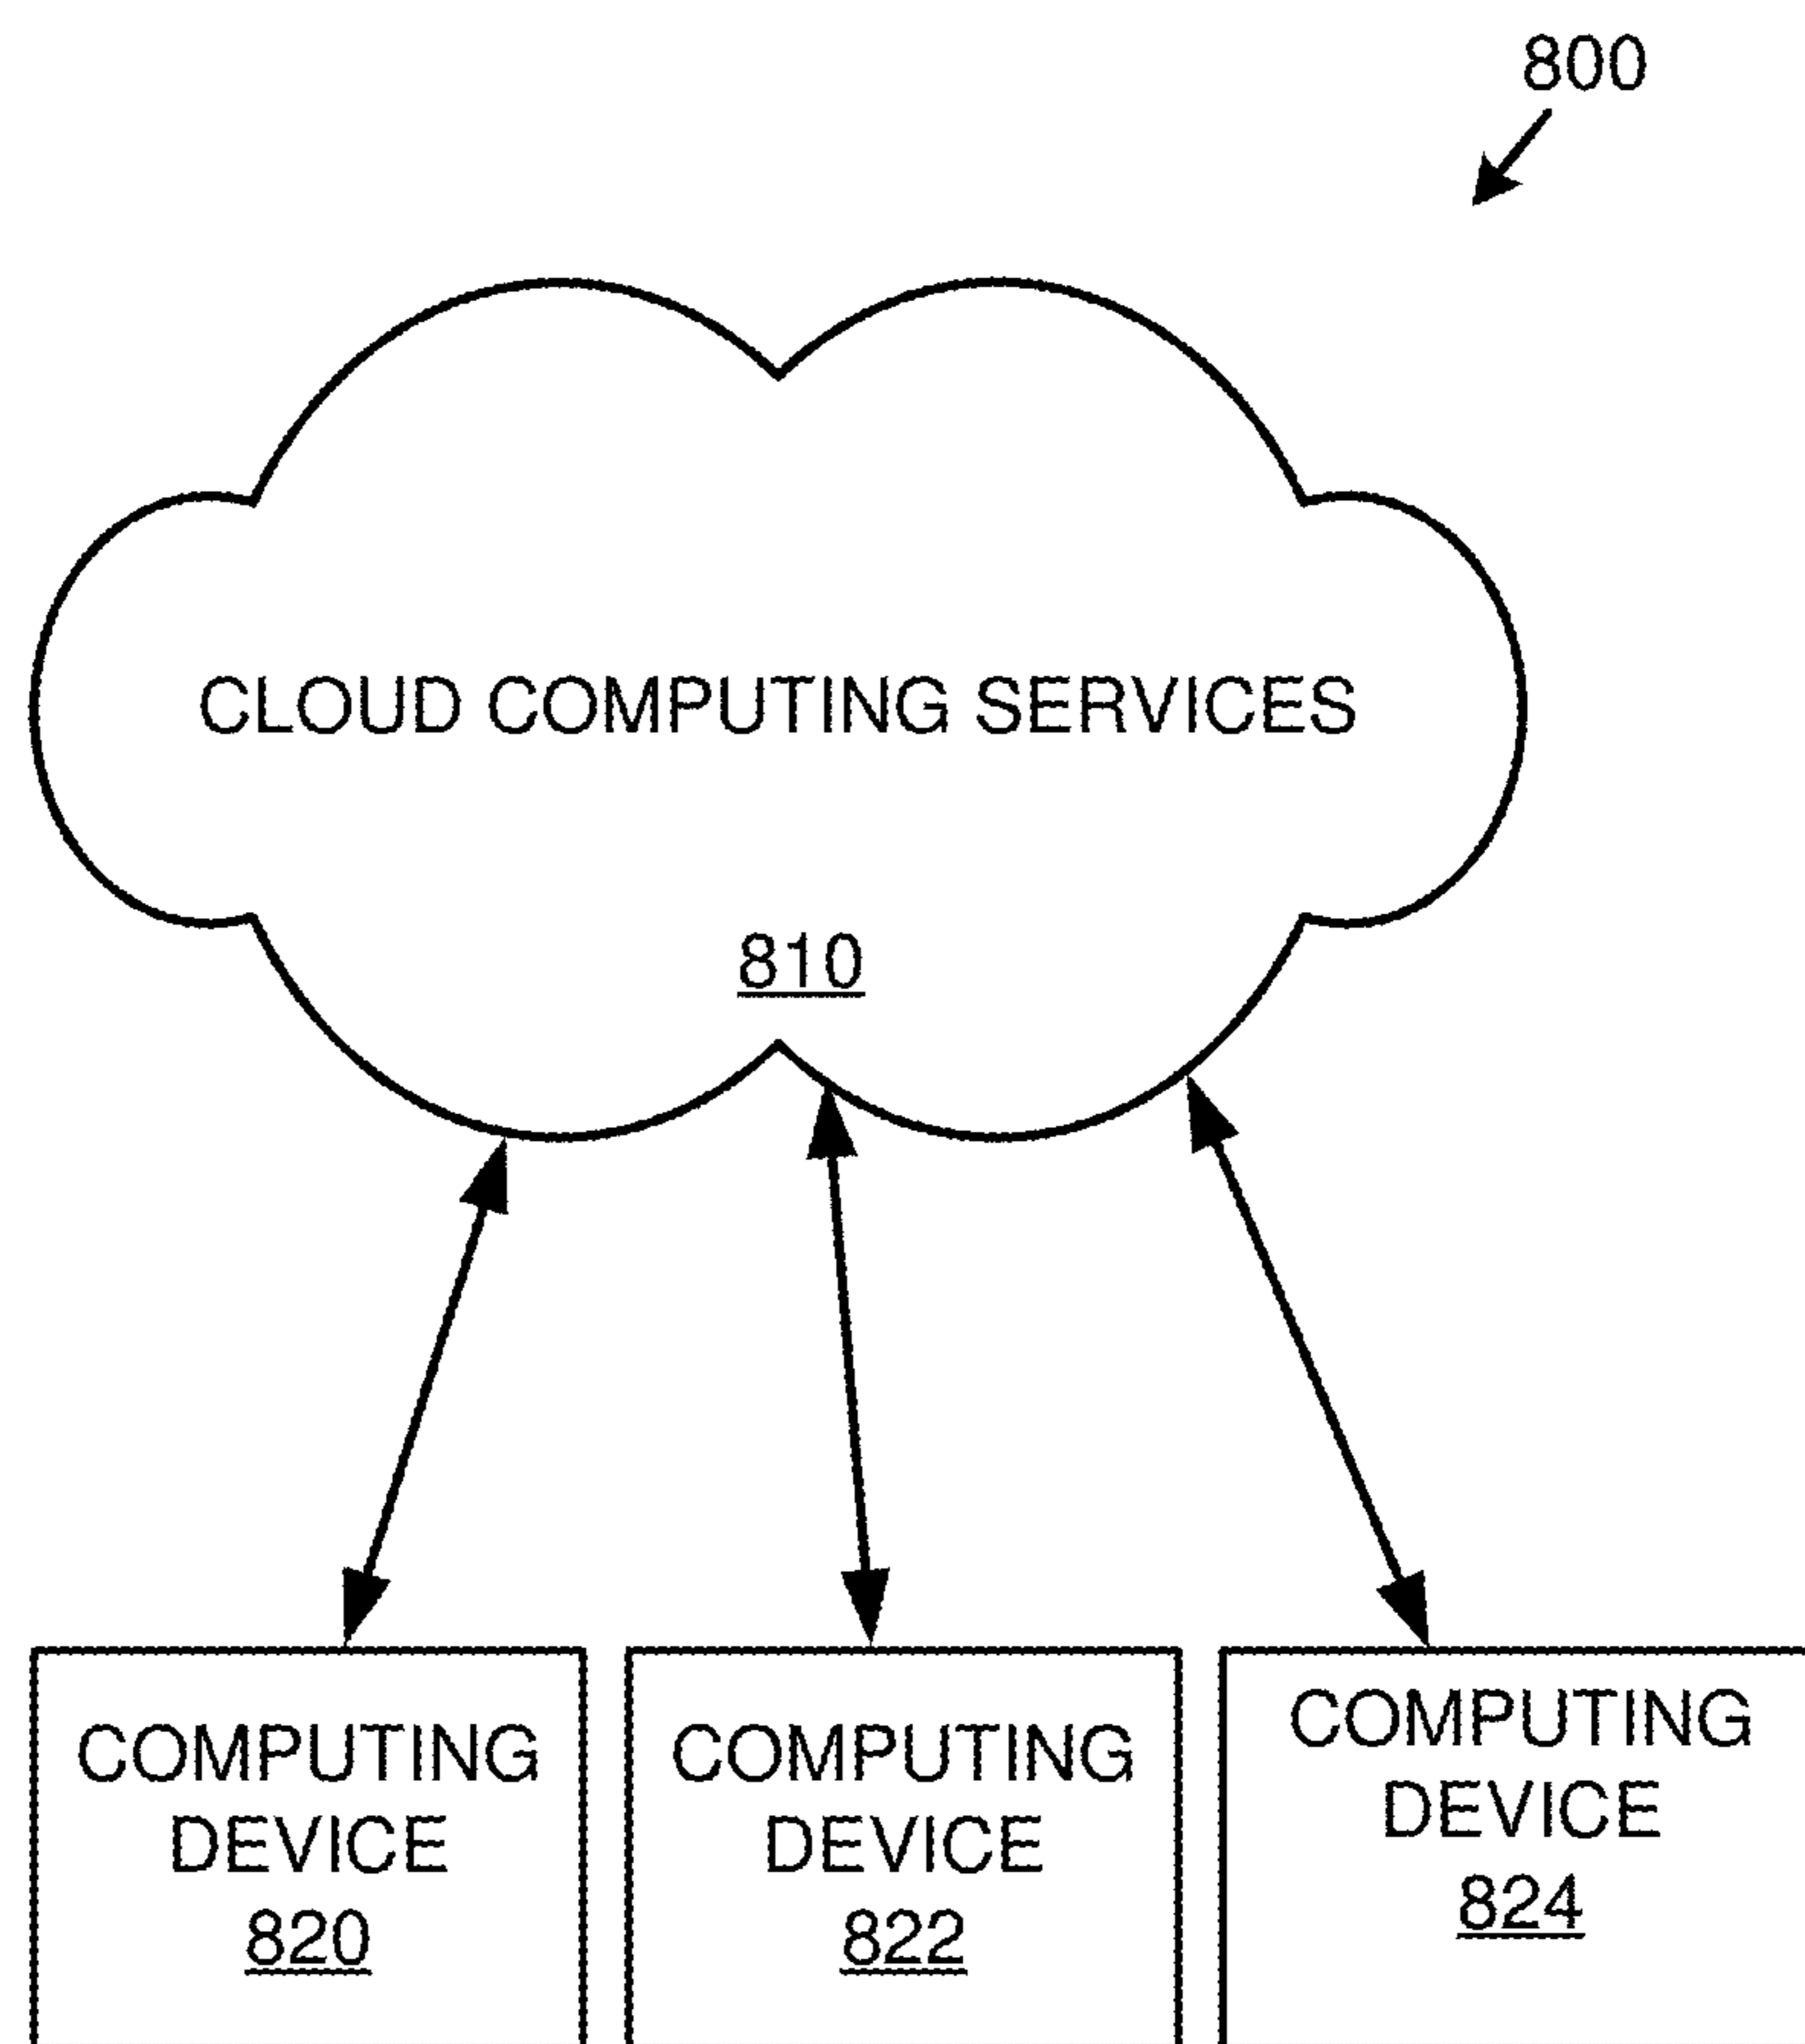 800
CLOUD COMPUTING SERVICES
810
COMPUTING
DEVICE
820
COMPUTING
DEVICE
822
COMPUTING
DEVICE
824